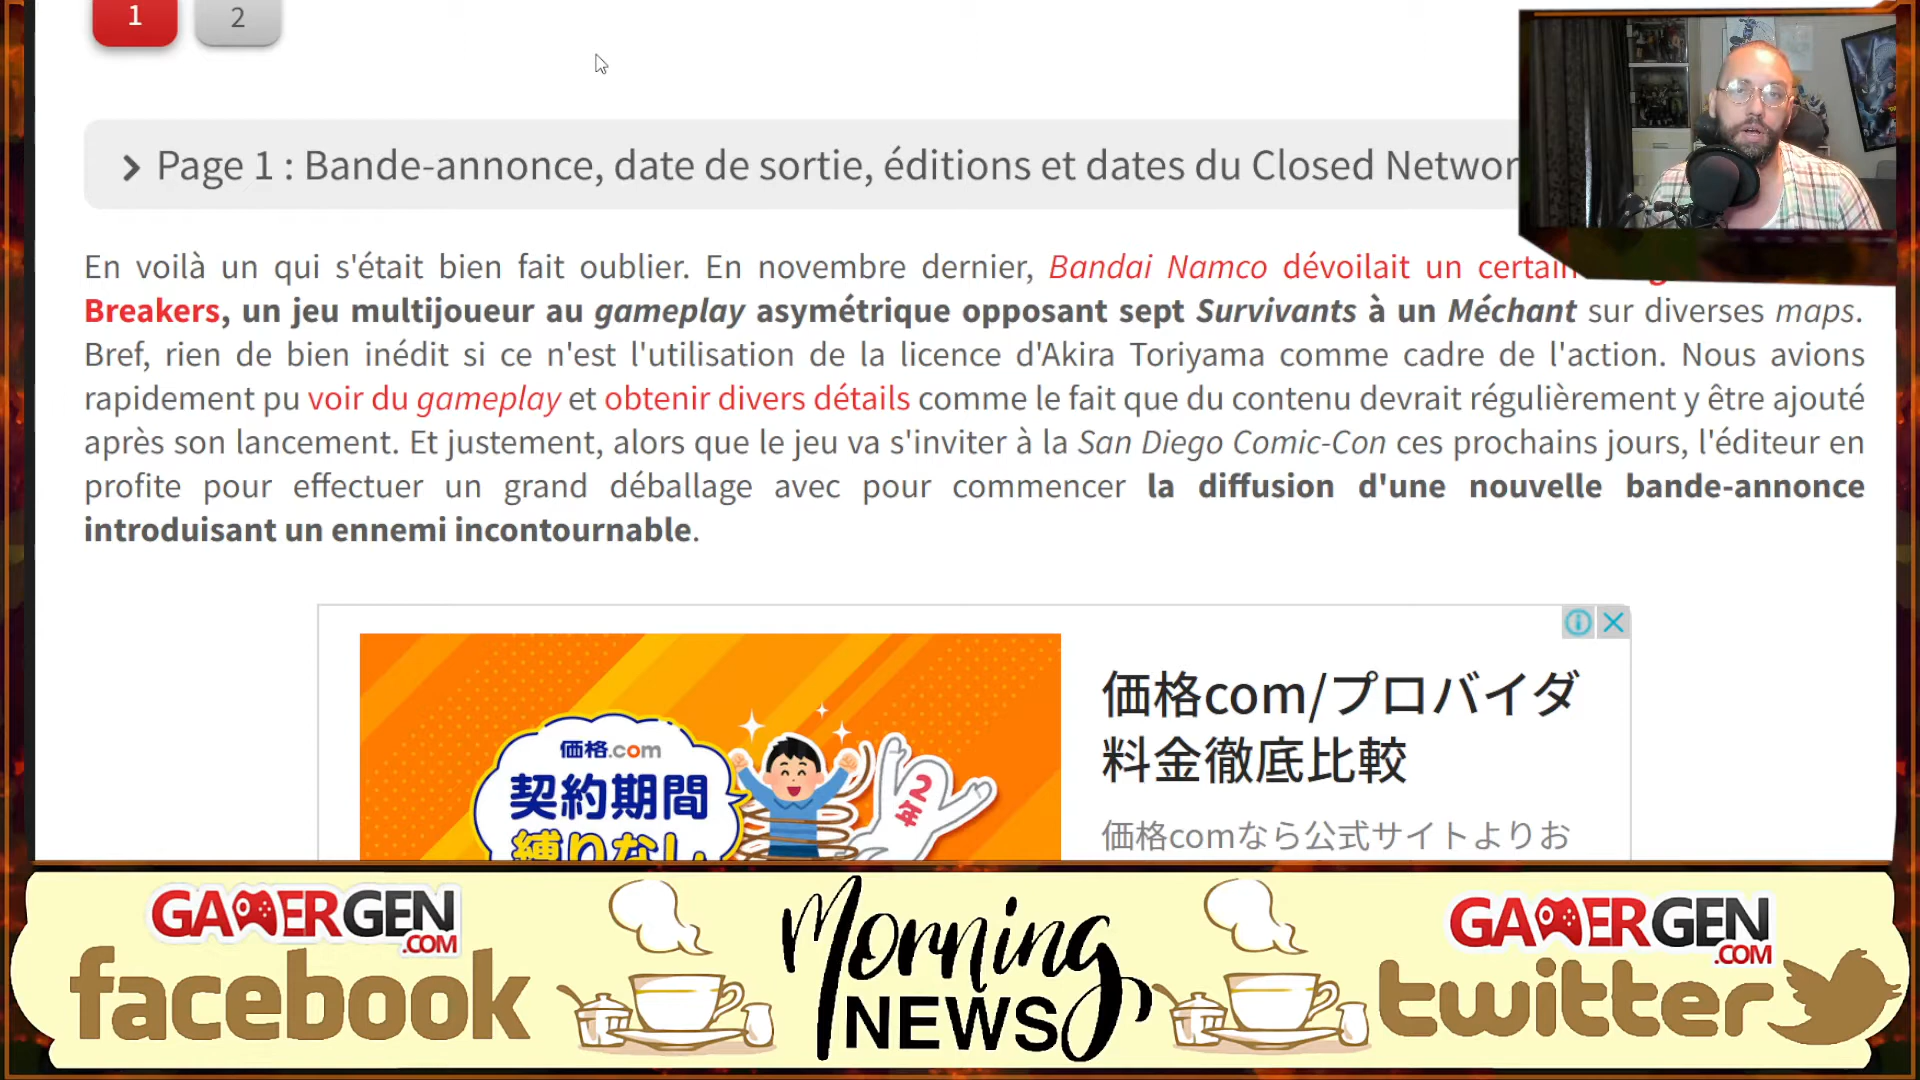 1 2
Page 1 : Bande-annonce, date de sortie, éditions et dates du Closed Networ
En voilà un qui s'était bien fait oublier. En novembre dernier, Bandai Namco dévoilait un certain
Breakers, un jeu multijoueur au gameplay asymétrique opposant sept Survivants à un Méchant sur diverses maps.
Bref, rien de bien inédit si ce n'est l'utilisation de la licence d'Akira Toriyama comme cadre de l'action. Nous avions
rapidement pu voir du gameplay et obtenir divers détails comme le fait que du contenu devrait régulièrement y être ajouté
après son lancement. Et justement, alors que le jeu va s'inviter à la San Diego Comic-Con ces prochains jours, l'éditeur en
profite pour effectuer un grand déballage avec pour commencer la diffusion d'une nouvelle bande-annonce
introduisant un ennemi incontournable.
価格.com
契約期間
縛りなし
2年
価格com/プロバイダ
料金徹底比較
価格comなら公式サイトよりお
GAMERGEN
.COM
facebook
Morning
NEWS
GAMERGEN
.COM
twitter